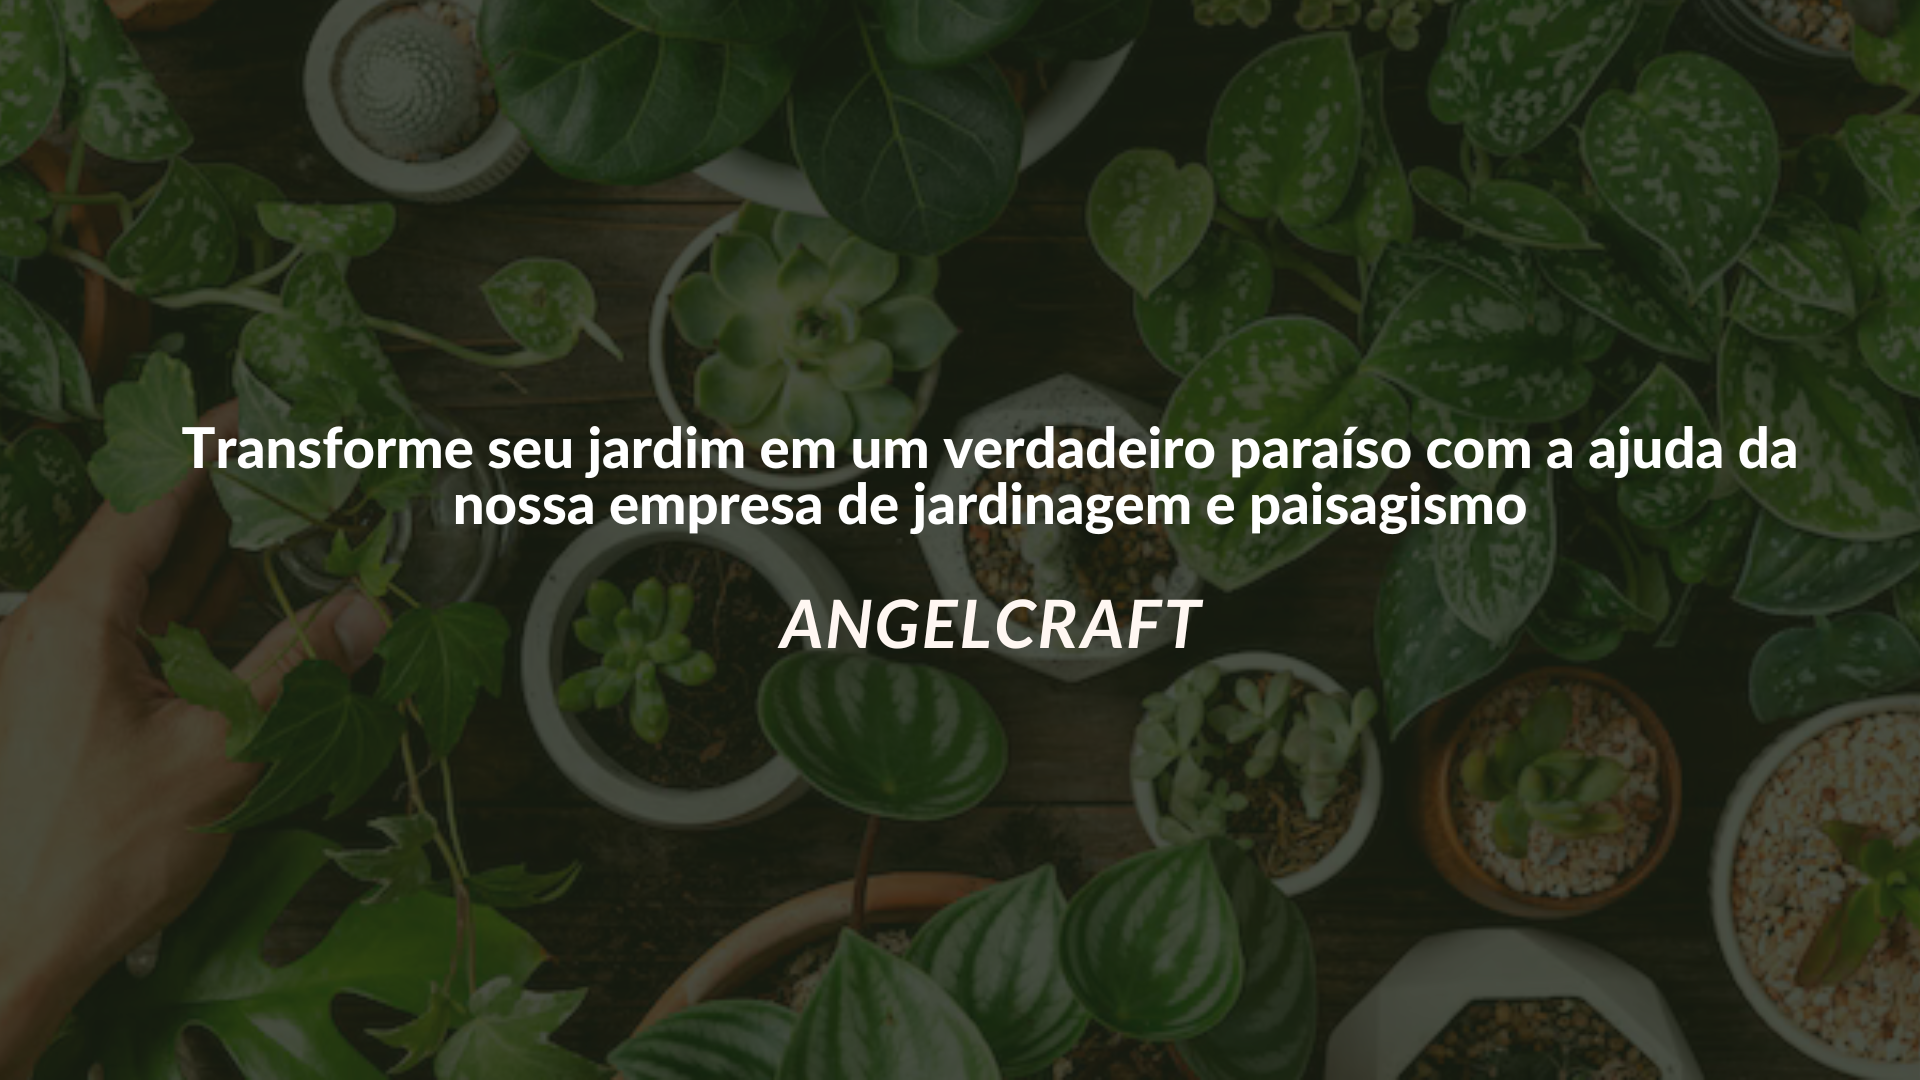 Transforme seu jardim em um verdadeiro paraíso com a ajuda da
nossa empresa de jardinagem e paisagismo
ANGELCRAFT